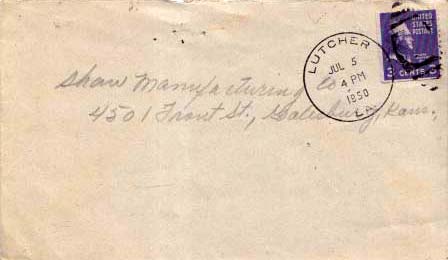 LUTCHER
JUL 5
4 PM
1950
LA.
UNITED
STATES
POSTAGE
3 CENTS 3
Shaw Manufacturing Co.
4501 Front St., Galesburg, Kans.